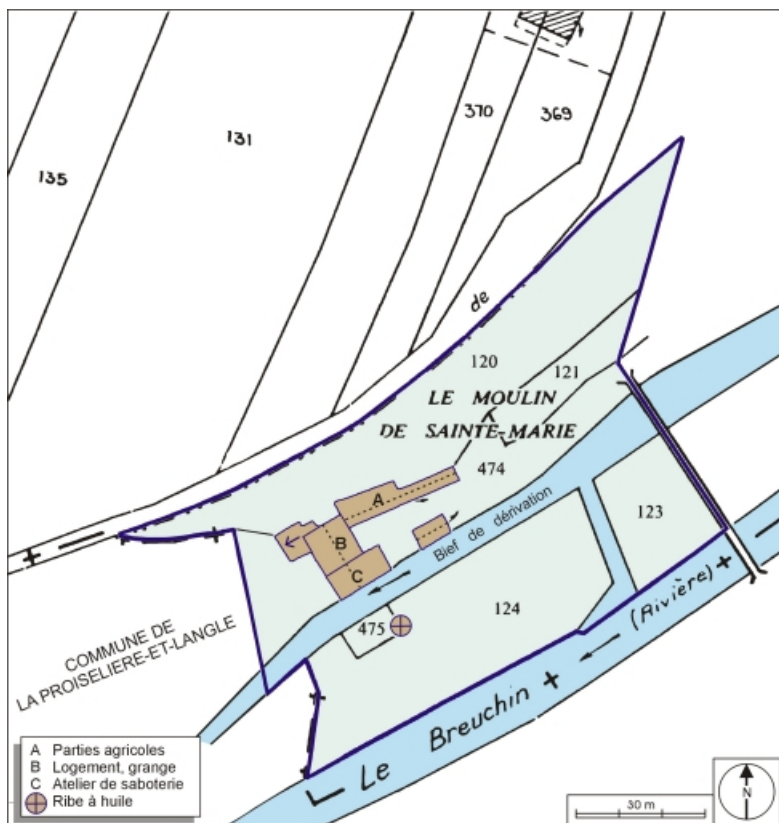 370
369
131
135
de
120
121
LE MOULIN
DE SAINTE-MARIE
474
A
B
C
Bief de dérivation
123
124
475
(Rivière)
Le Breuchin
COMMUNE DE
LA PROISELIERE-ET-LANGLE
A Parties agricoles
B Logement, grange
C Atelier de saboterie
Ribe à huile
30 m
N